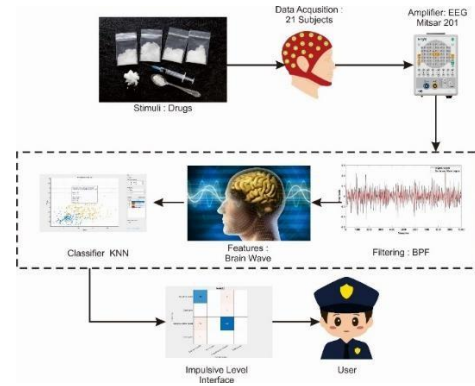 Data Acqusition :
21 Subjects
Amplifier: EEG
Mitsar 201
Stimuli : Drugs
Classifier KNN
Features :
Brain Wave
Filtering : BPF
Impulsive Level
Interface
User